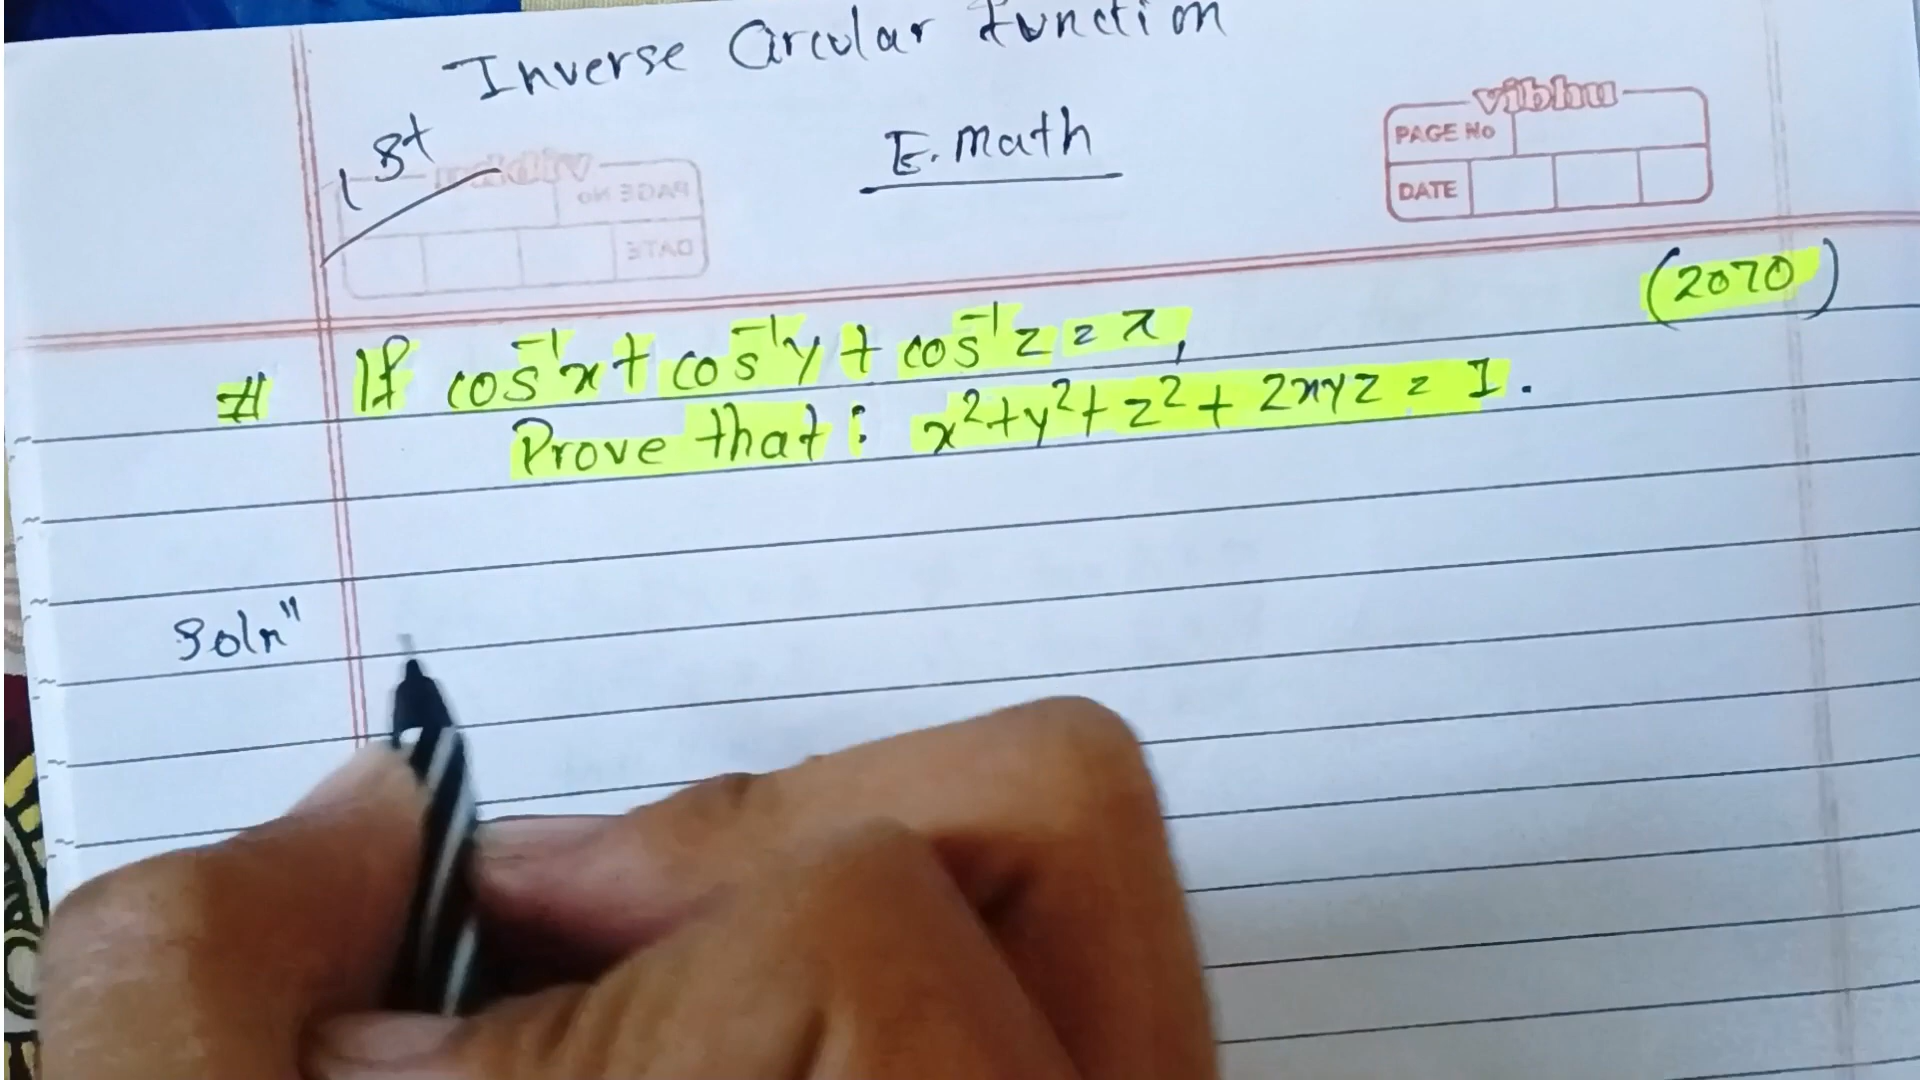 Inverse Circular Function
1st
E. Math
vibhu
PAGE No
DATE
(2070)
# If cos⁻¹x + cos⁻¹y + cos⁻¹z = π,
Prove that: x² + y² + z² + 2xyz = 1.
Soln"